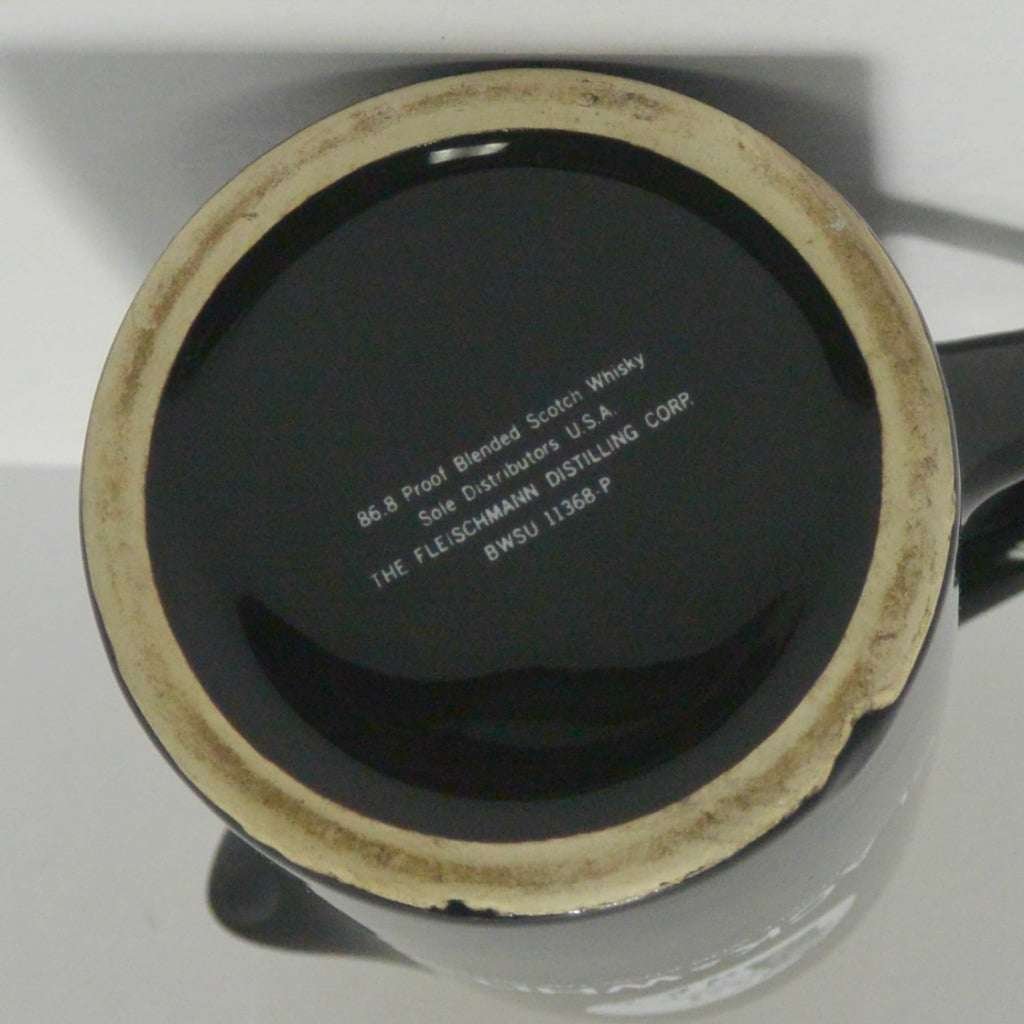 86.8 Proof Blended Scotch Whisky
Sole Distributors U.S.A.
THE FLEISCHMANN DISTILLING CORP.
BWSU 11368-P